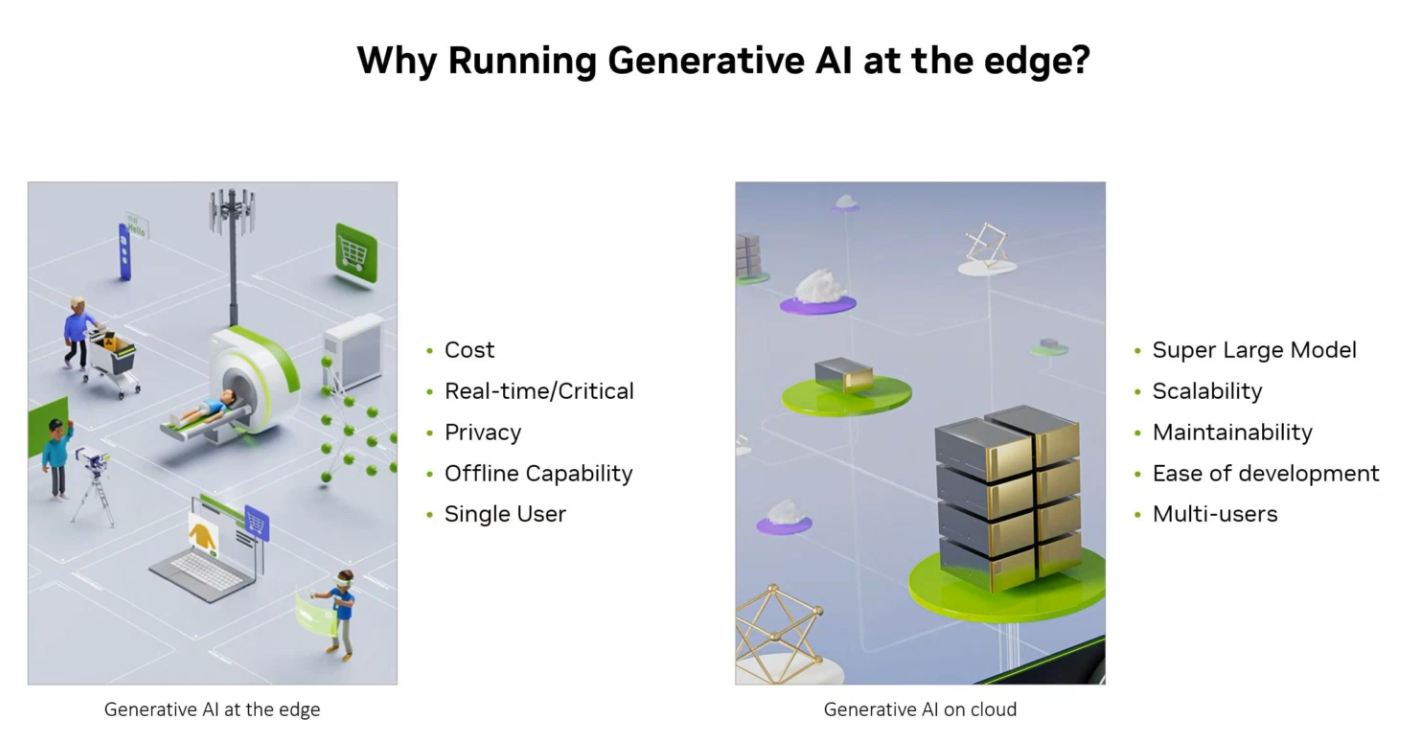 Why Running Generative AI at the edge?
Hello
• Cost
• Real-time/Critical
• Privacy
• Offline Capability
• Single User
Generative AI at the edge
• Super Large Model
• Scalability
• Maintainability
• Ease of development
• Multi-users
Generative AI on cloud